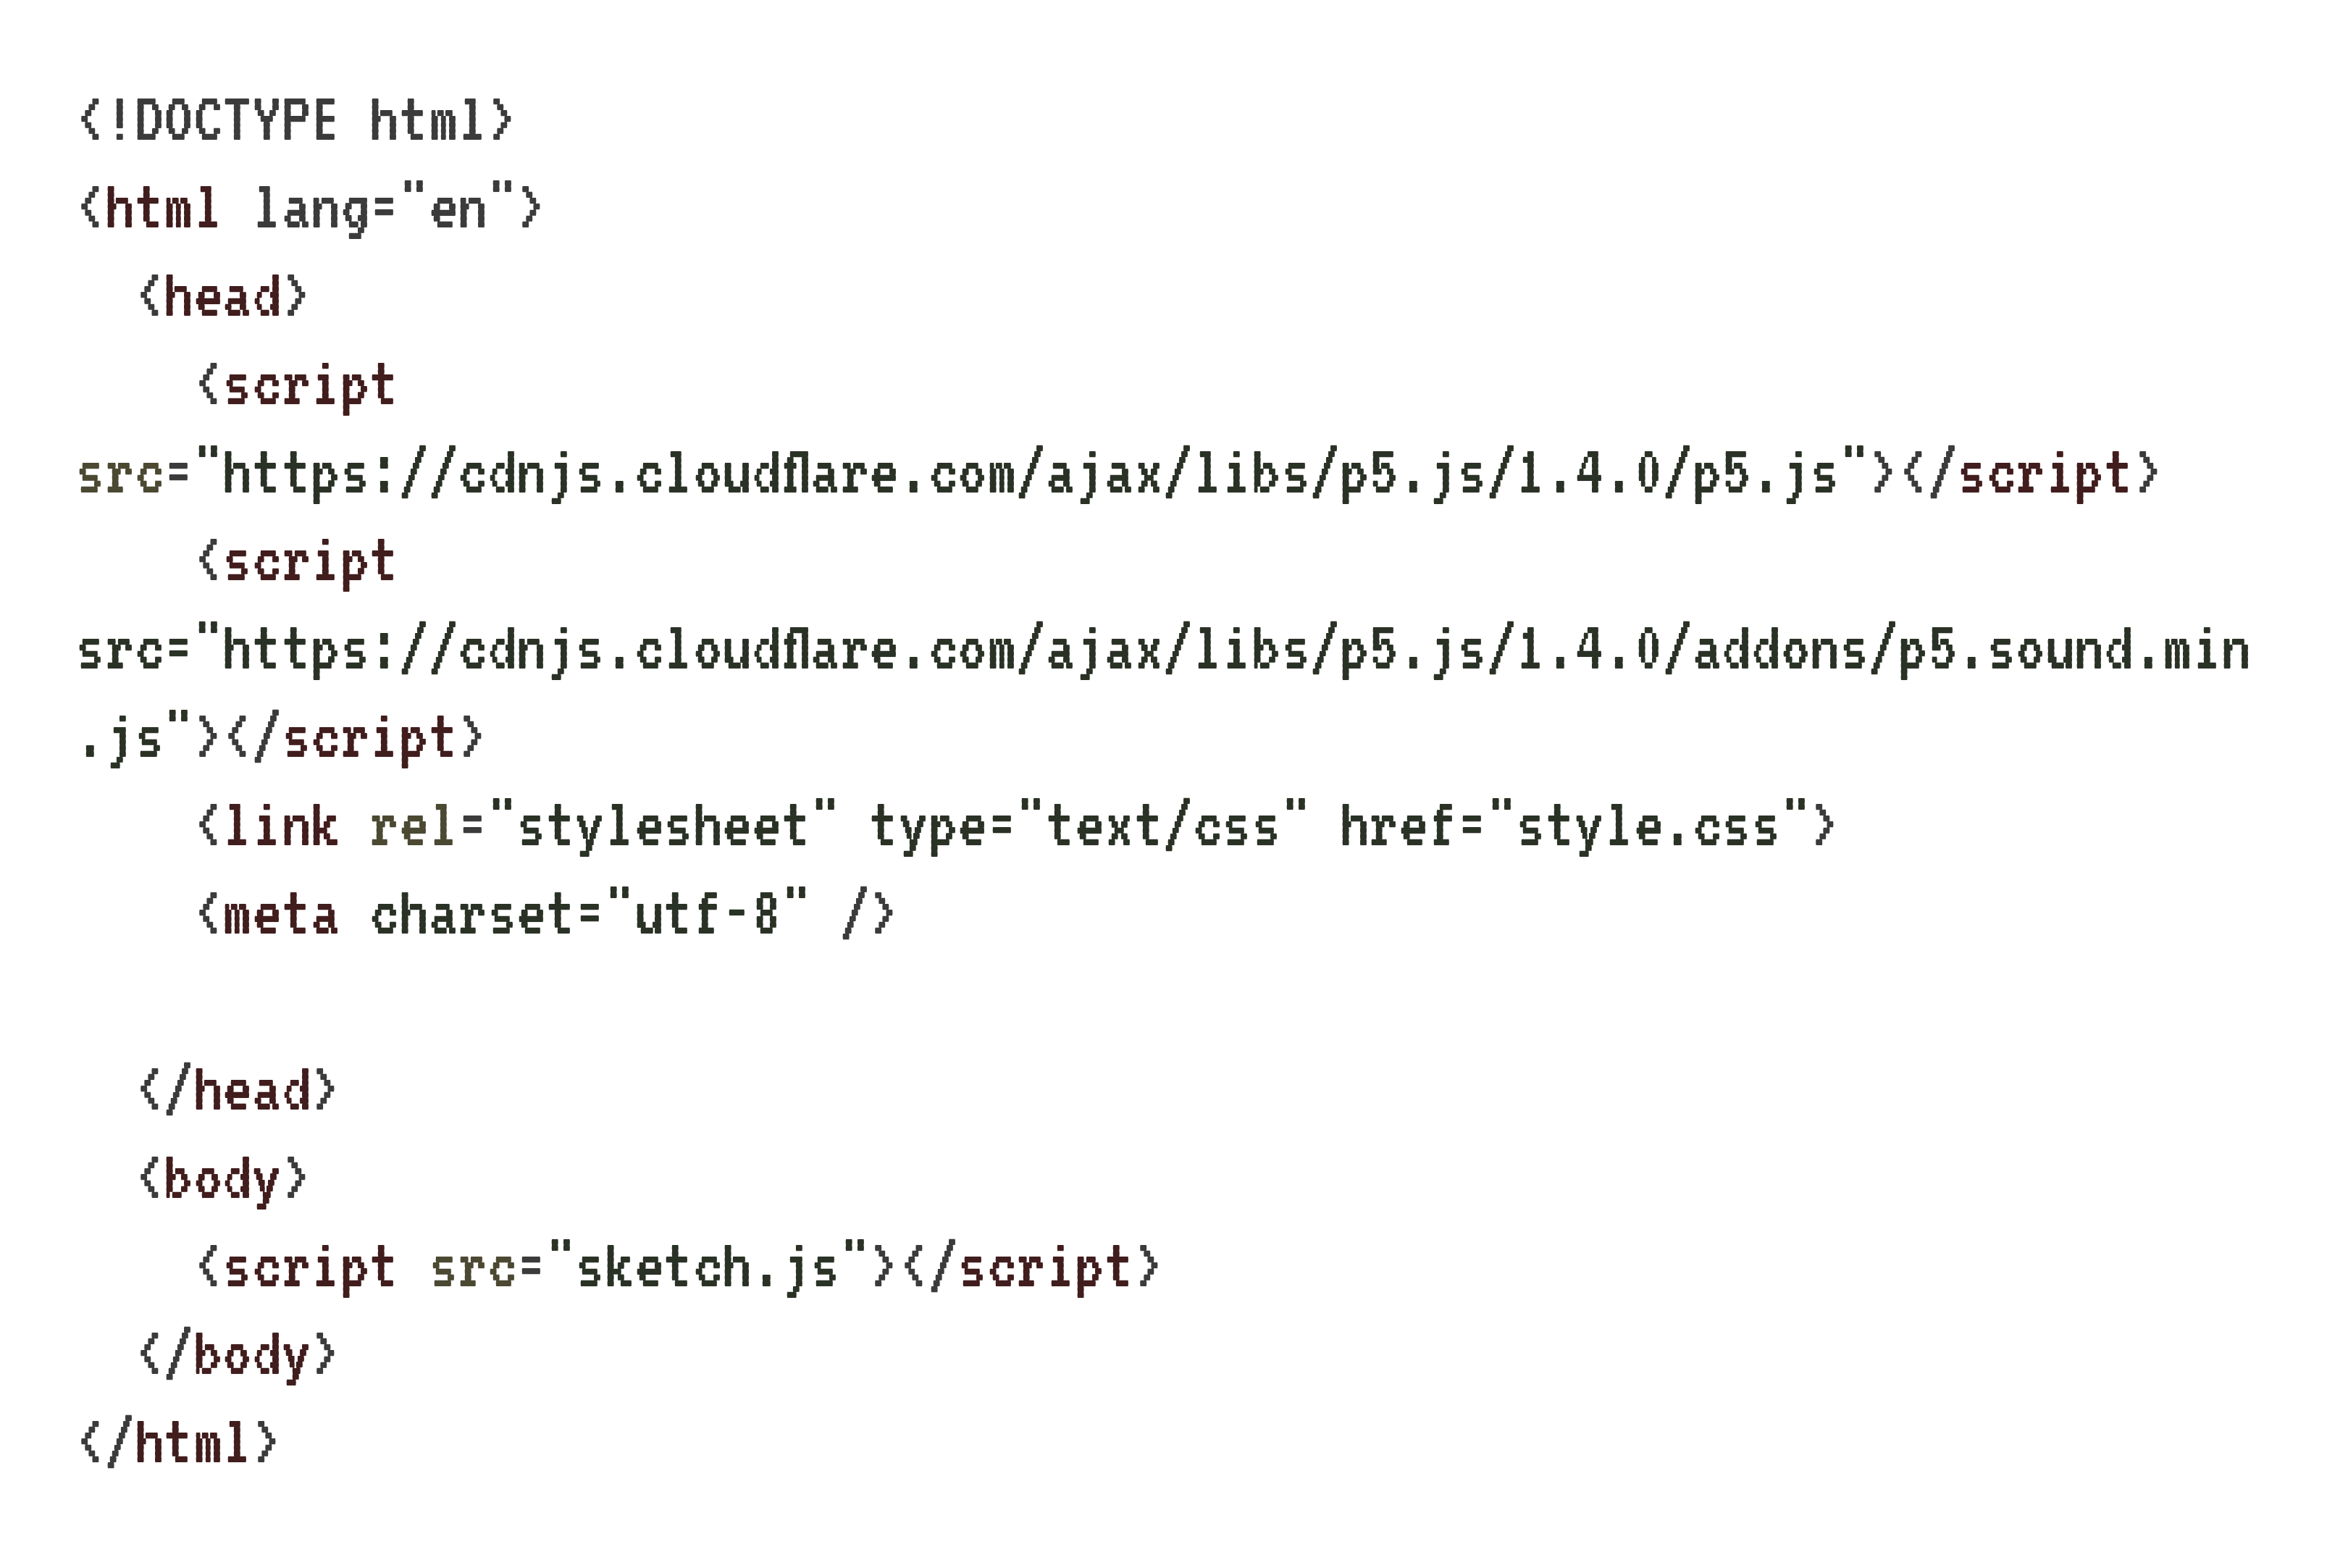 <!DOCTYPE html>
<html lang="en">
  <head>
    <script
src="https://cdnjs.cloudflare.com/ajax/libs/p5.js/1.4.0/p5.js"></script>
    <script
src="https://cdnjs.cloudflare.com/ajax/libs/p5.js/1.4.0/addons/p5.sound.min
.js"></script>
    <link rel="stylesheet" type="text/css" href="style.css">
    <meta charset="utf-8" />

  </head>
  <body>
    <script src="sketch.js"></script>
  </body>
</html>